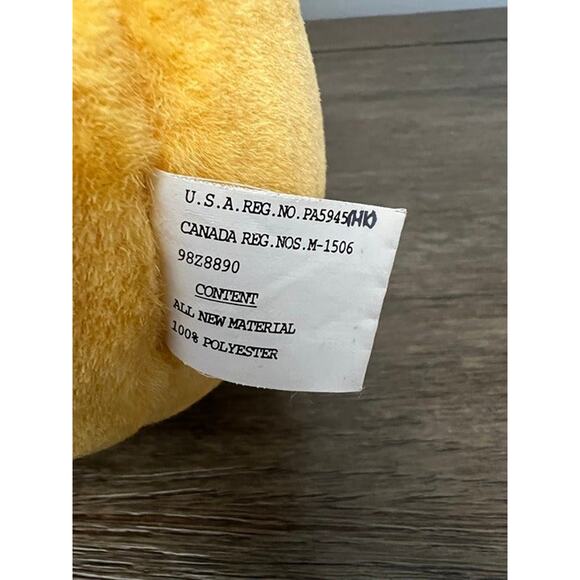 U.S.A.REG.NO.PA5945(HK)
CANADA REG.NOS.M-1506
98Z8890
CONTENT
ALL NEW MATERIAL
100% POLYESTER